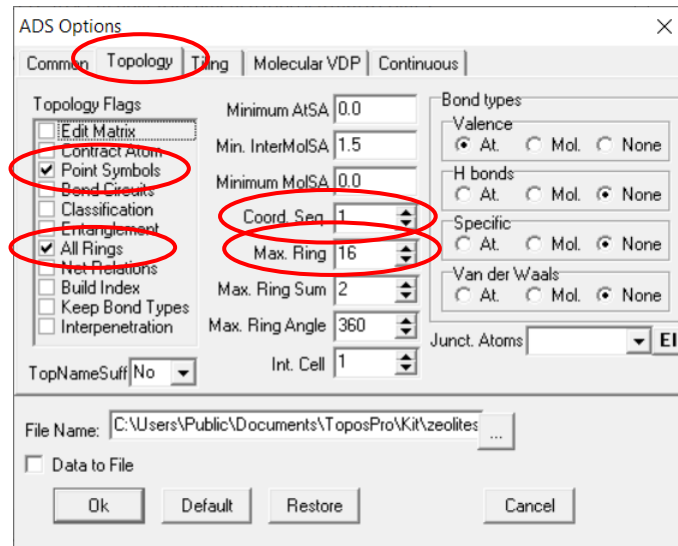 ADS Options
Common Topology Tiling Molecular VDP Continuous
Topology Flags
Edit Matrix
Contract Atom
Point Symbols
Bond Circuits
Classification
Entanglement
All Rings
Net Relations
Build Index
Keep Bond Types
Interpenetration
TopNameSuff No
Minimum AtSA 0.0
Min. InterMolSA 1.5
Minimum MolSA 0.0
Coord. Seq. 1
Max. Ring 16
Max. Ring Sum 2
Max. Ring Angle 360
Int. Cell 1
Bond types
Valence
At. Mol. None
H bonds
At. Mol. None
Specific
At. Mol. None
Van der Waals
At. Mol. None
Junct. Atoms El
File Name: C:\Users\Public\Documents\ToposPro\Kit\zeolites ...
Data to File
Ok Default Restore Cancel